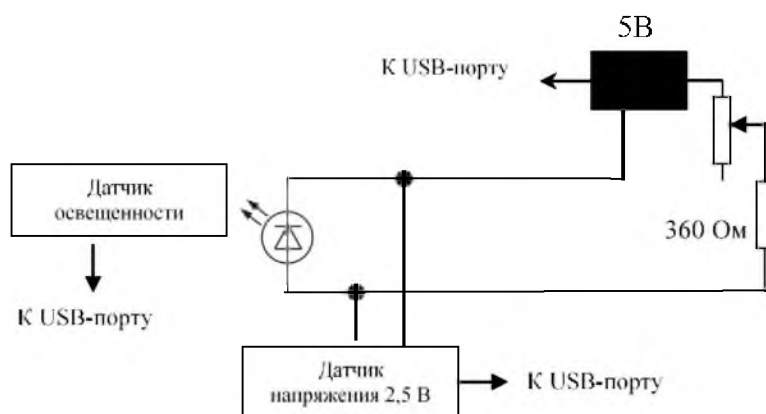 5В
К USB-порту
Датчик
освещенности
360 Ом
К USB-порту
Датчик
напряжения 2,5 В
К USB-порту